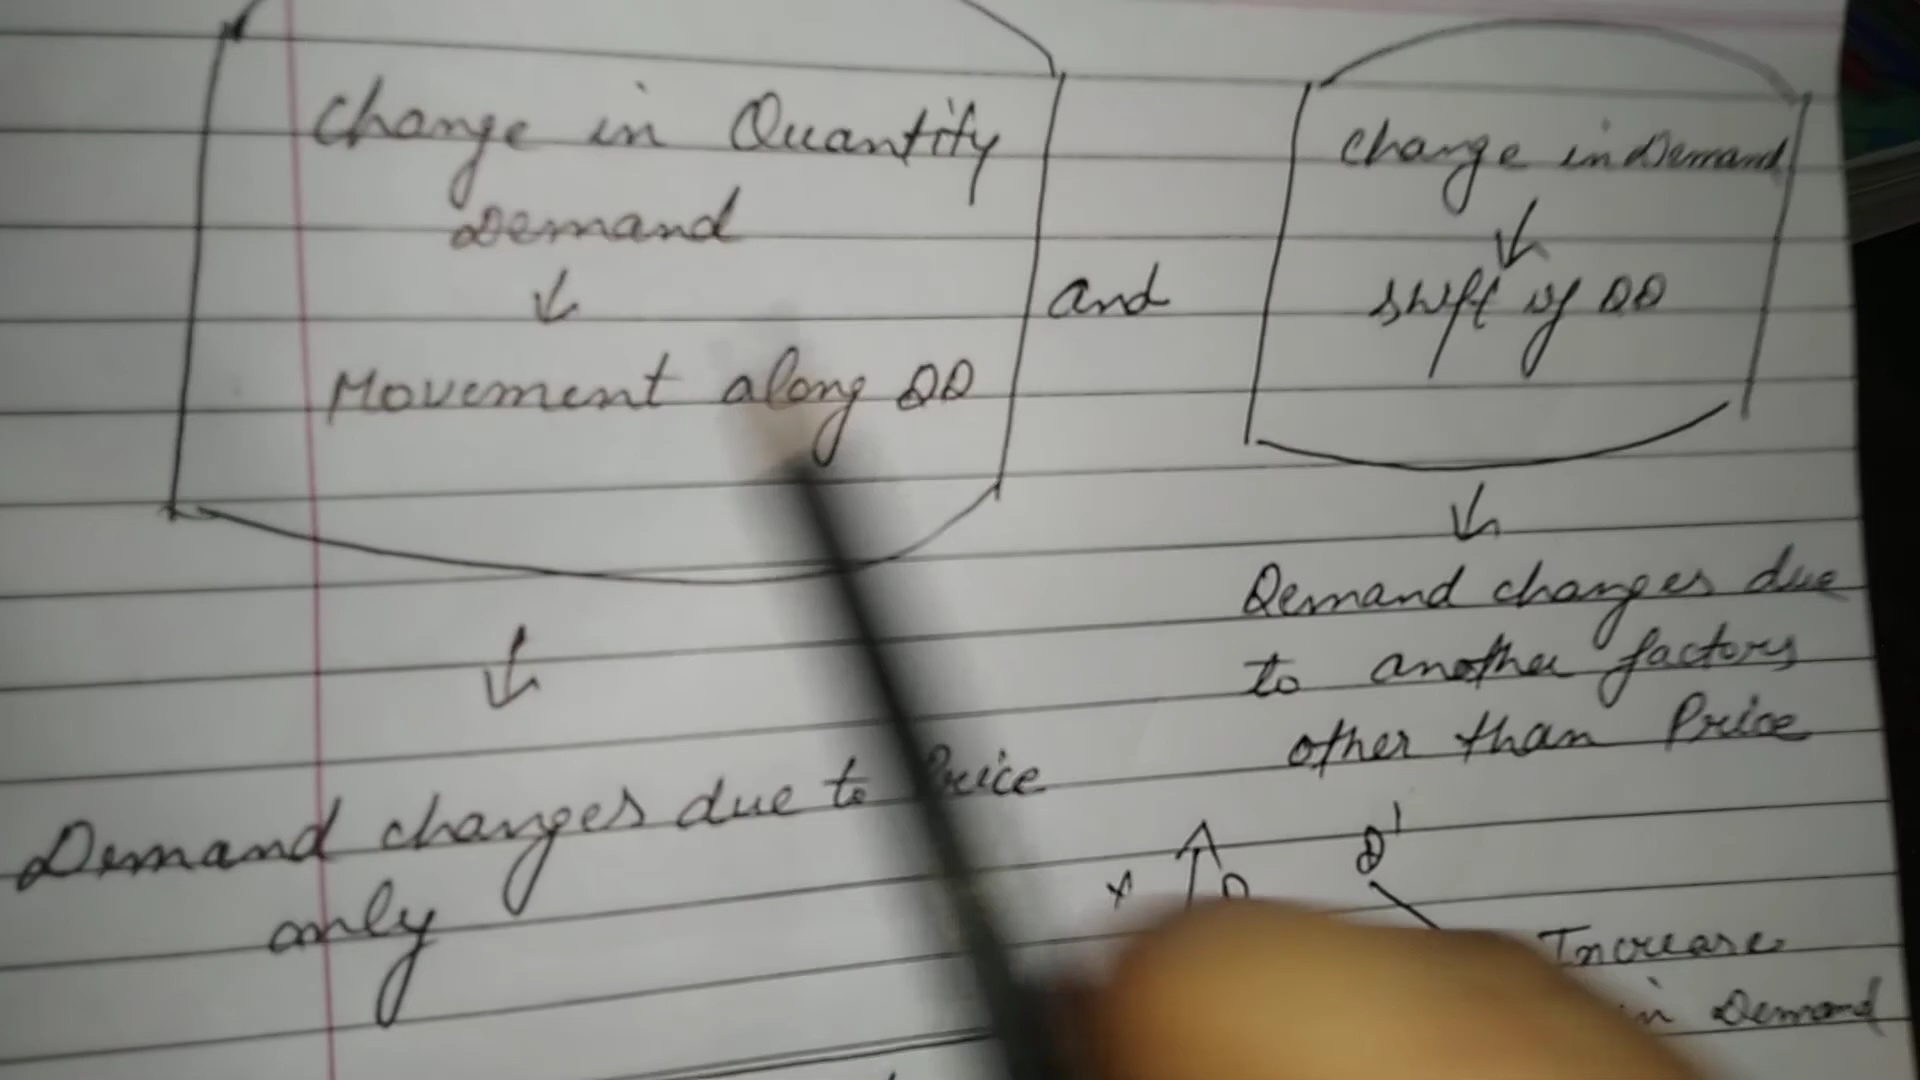 Change in Quantity
Demand
Movement along DD
and
Change in Demand
shift of DD
Demand changes due to Price
only
Demand changes due
to another factors
other than Price
D'
D
Increase
in Demand